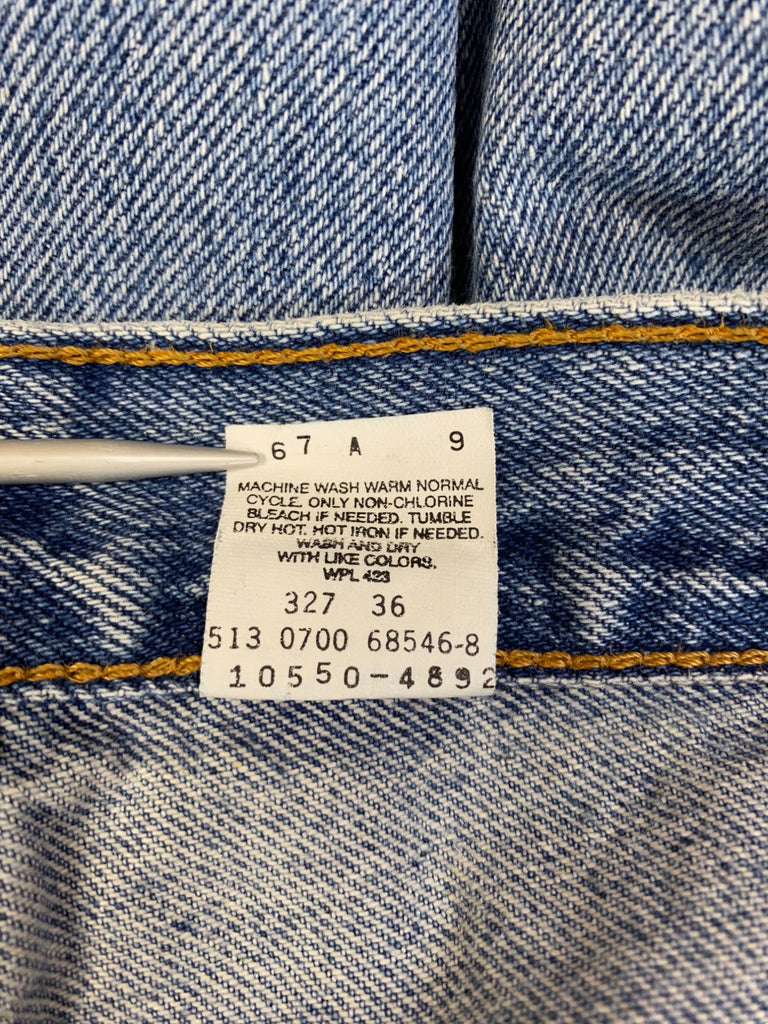 67 A 9
MACHINE WASH WARM NORMAL
CYCLE. ONLY NON-CHLORINE
BLEACH IF NEEDED. TUMBLE
DRY HOT. HOT IRON IF NEEDED.
WASH AND DRY
WITH LIKE COLORS.
WPL 423
327 36
513 0700 68546-8
10550-4892